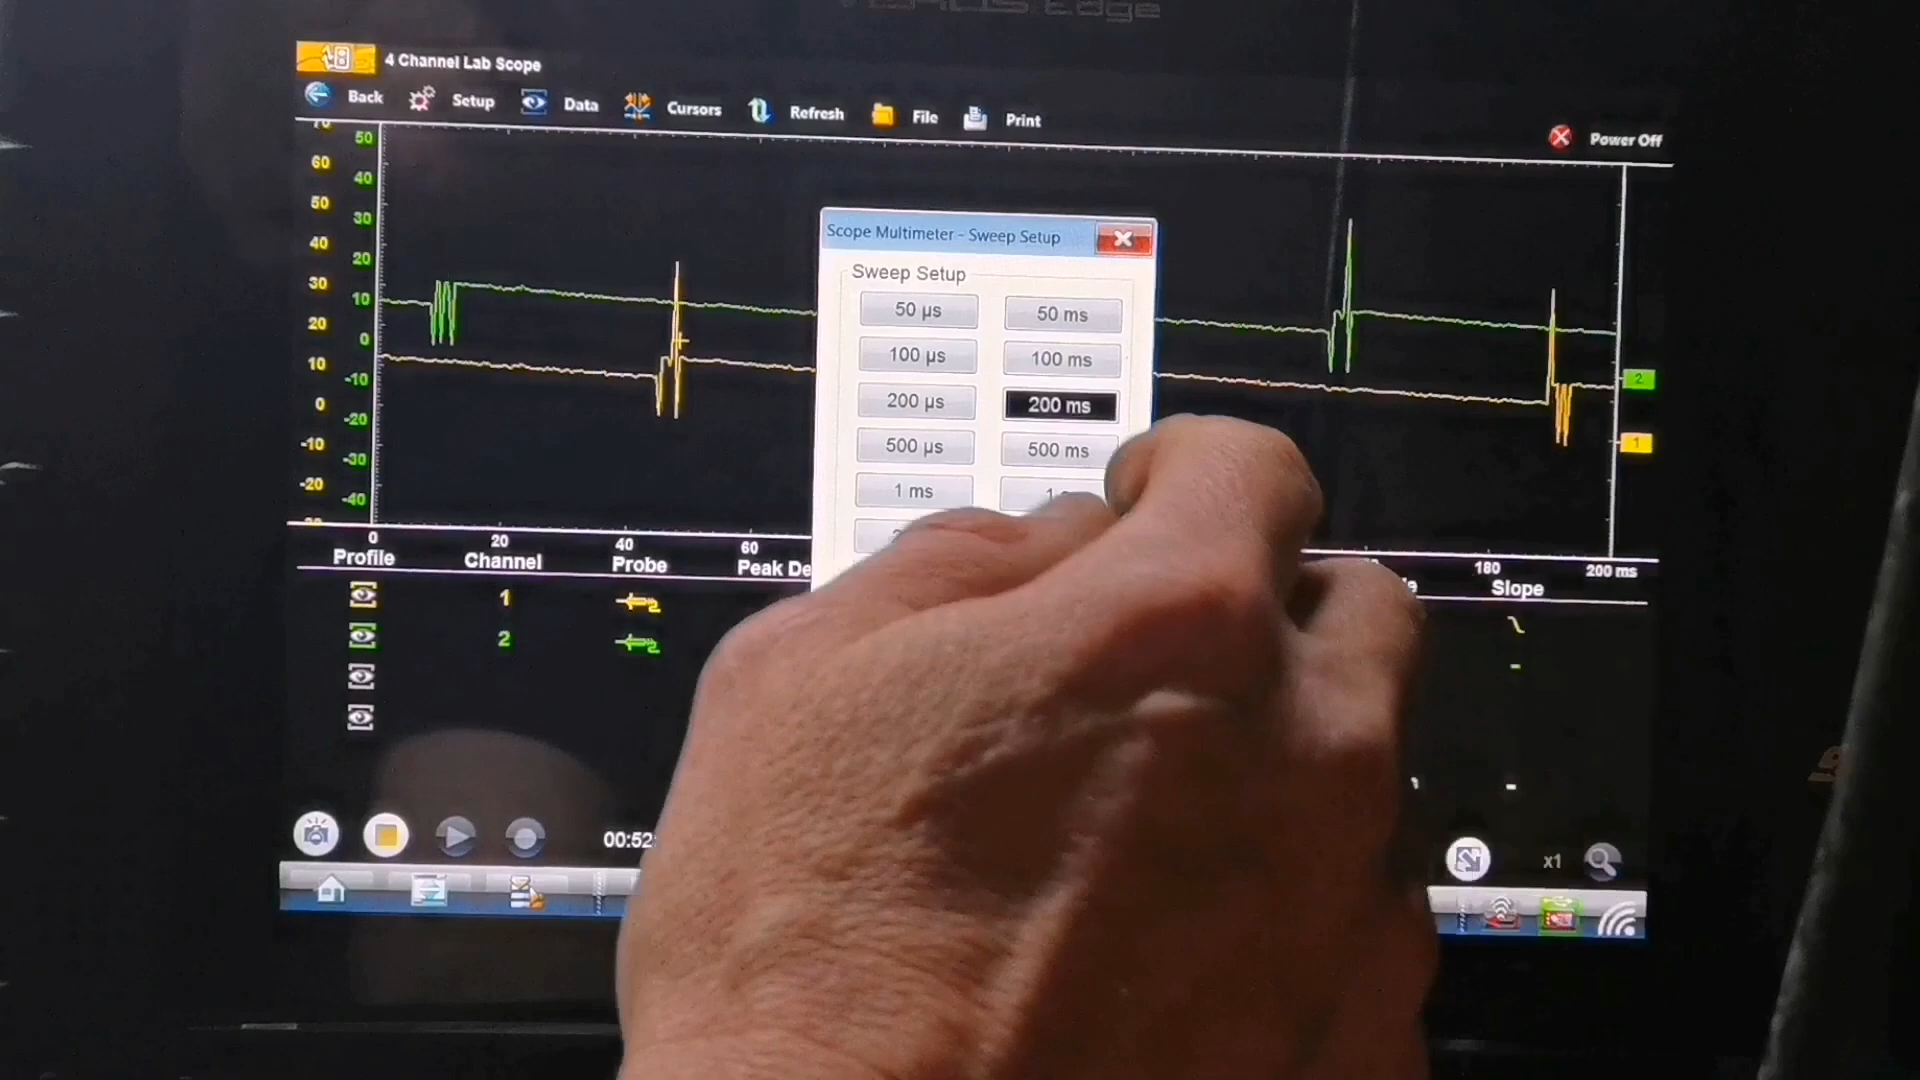 Edge
4 Channel Lab Scope
Back Setup Data Cursors Refresh File Print Power Off
70
50
60
40
50
30
40
20
30
10
20
0
10
-10
0
-20
-10
-30
-20
-40
Scope Multimeter - Sweep Setup
Sweep Setup
50 µs 50 ms
100 µs 100 ms
200 µs 200 ms
500 µs 500 ms
1 ms 1
2
1
0 20 40 60 180 200 ms
Profile Channel Probe Peak De Slope
1
2
00:52: x1